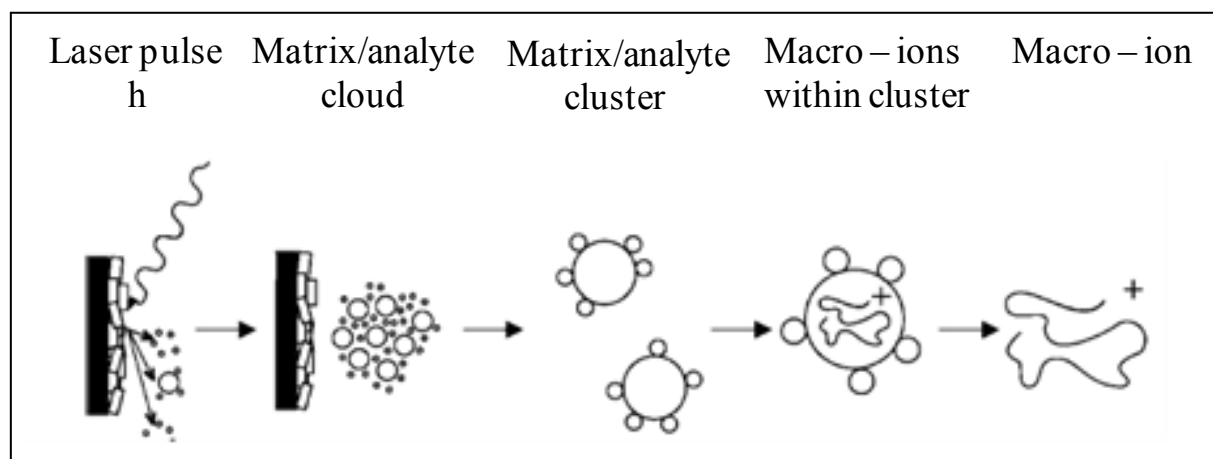 Laser pulse
h
Matrix/analyte
cloud
Matrix/analyte
cluster
Macro – ions
within cluster
Macro – ion
+
+